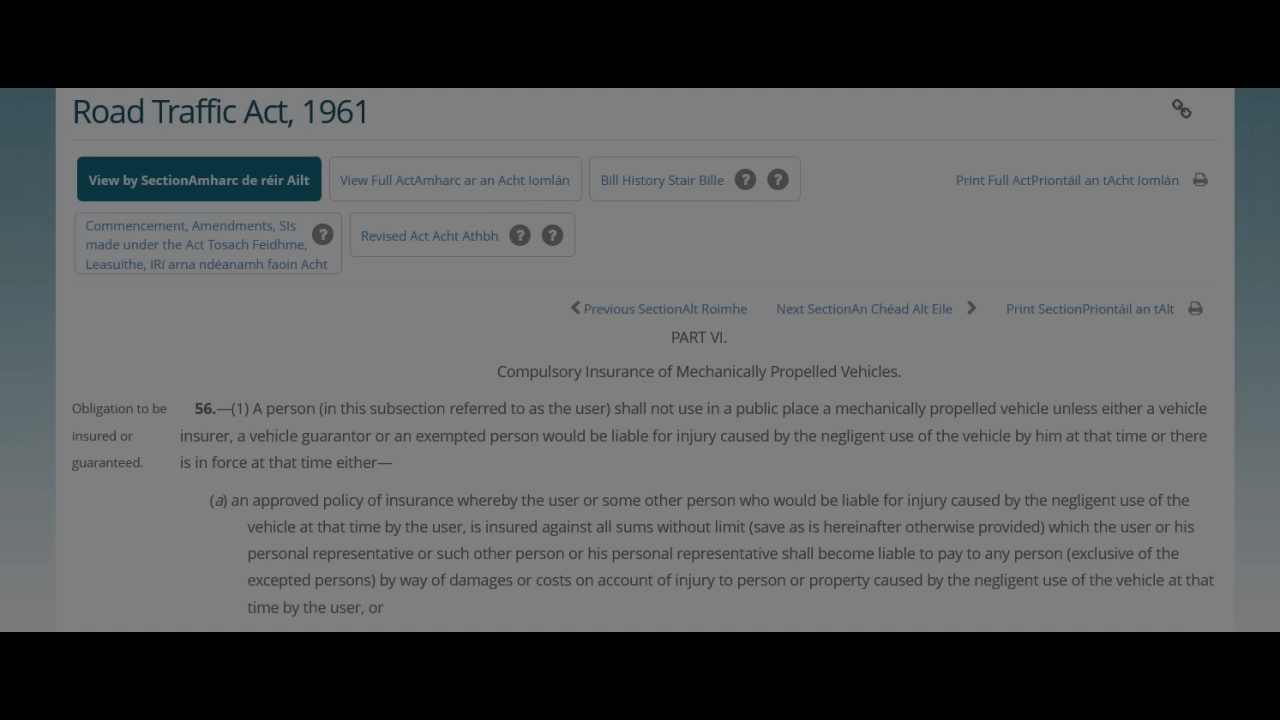 Road Traffic Act, 1961
View by SectionAmharc de réir Ailt
View Full ActAmharc ar an Acht Iomlán
Bill History Stair Bille ? ?
Print Full ActPriontáil an tAcht Iomlán
Commencement, Amendments, SIs
made under the Act Tosach Feidhme,
Leasuithe, IRí arna ndéanamh faoin Acht
?
Revised Act Acht Athbh ? ?
Previous SectionAlt Roimhe
Next SectionAn Chéad Alt Eile
Print SectionPriontáil an tAlt
PART VI.
Compulsory Insurance of Mechanically Propelled Vehicles.
Obligation to be
insured or
guaranteed.
56.—(1) A person (in this subsection referred to as the user) shall not use in a public place a mechanically propelled vehicle unless either a vehicle
insurer, a vehicle guarantor or an exempted person would be liable for injury caused by the negligent use of the vehicle by him at that time or there
is in force at that time either—
(a) an approved policy of insurance whereby the user or some other person who would be liable for injury caused by the negligent use of the
vehicle at that time by the user, is insured against all sums without limit (save as is hereinafter otherwise provided) which the user or his
personal representative or such other person or his personal representative shall become liable to pay to any person (exclusive of the
excepted persons) by way of damages or costs on account of injury to person or property caused by the negligent use of the vehicle at that
time by the user, or